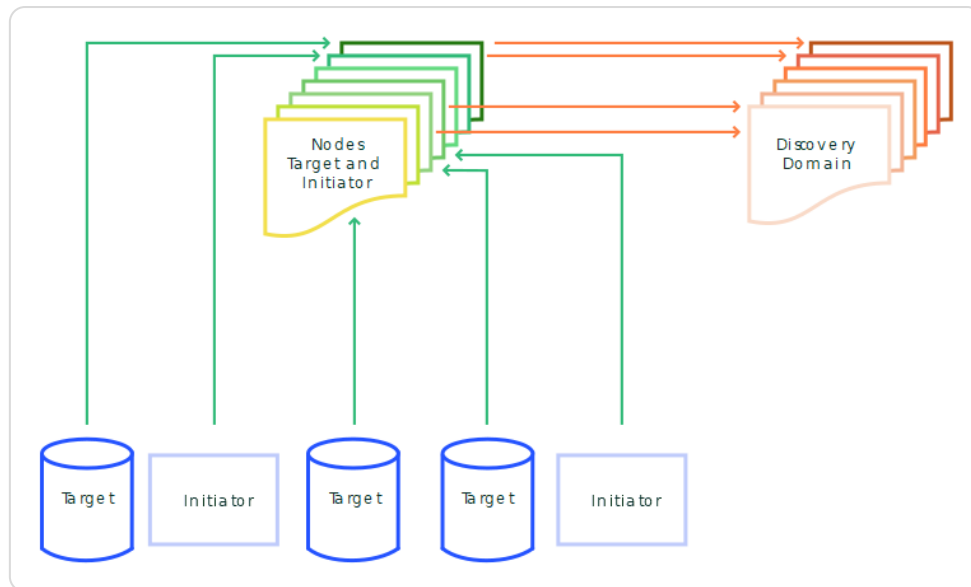 Nodes
Target and
Initiator
Discovery
Domain
Target
Initiator
Target
Target
Initiator